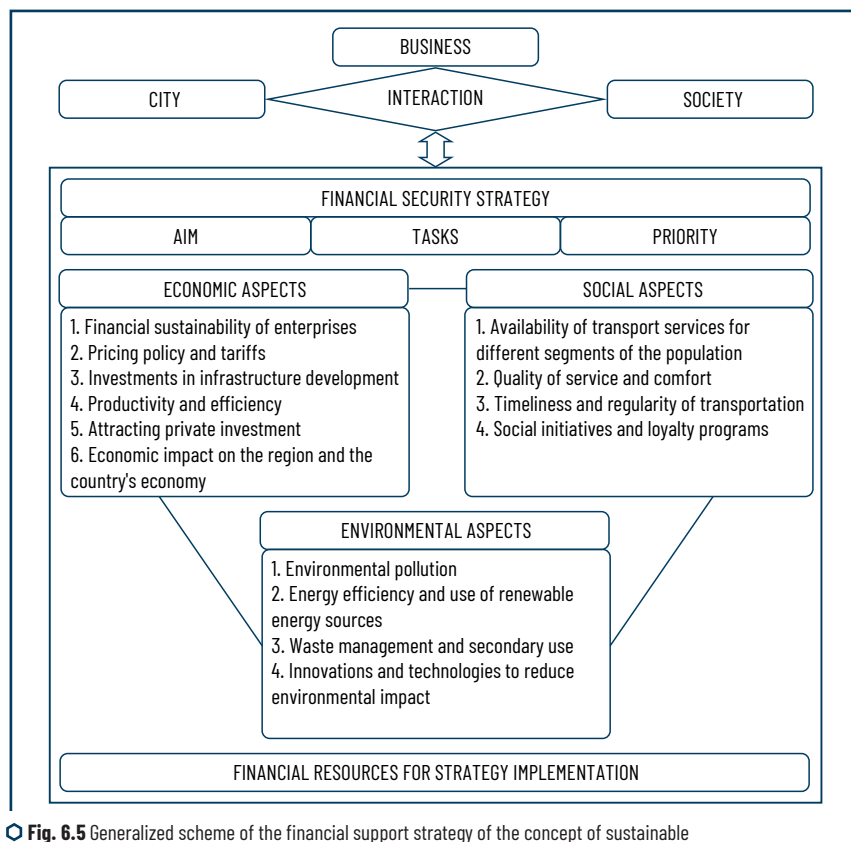 BUSINESS
CITY
INTERACTION
SOCIETY
FINANCIAL SECURITY STRATEGY
AIM
TASKS
PRIORITY
ECONOMIC ASPECTS
1. Financial sustainability of enterprises
2. Pricing policy and tariffs
3. Investments in infrastructure development
4. Productivity and efficiency
5. Attracting private investment
6. Economic impact on the region and the
country's economy
SOCIAL ASPECTS
1. Availability of transport services for
different segments of the population
2. Quality of service and comfort
3. Timeliness and regularity of transportation
4. Social initiatives and loyalty programs
ENVIRONMENTAL ASPECTS
1. Environmental pollution
2. Energy efficiency and use of renewable
energy sources
3. Waste management and secondary use
4. Innovations and technologies to reduce
environmental impact
FINANCIAL RESOURCES FOR STRATEGY IMPLEMENTATION
Fig. 6.5 Generalized scheme of the financial support strategy of the concept of sustainable